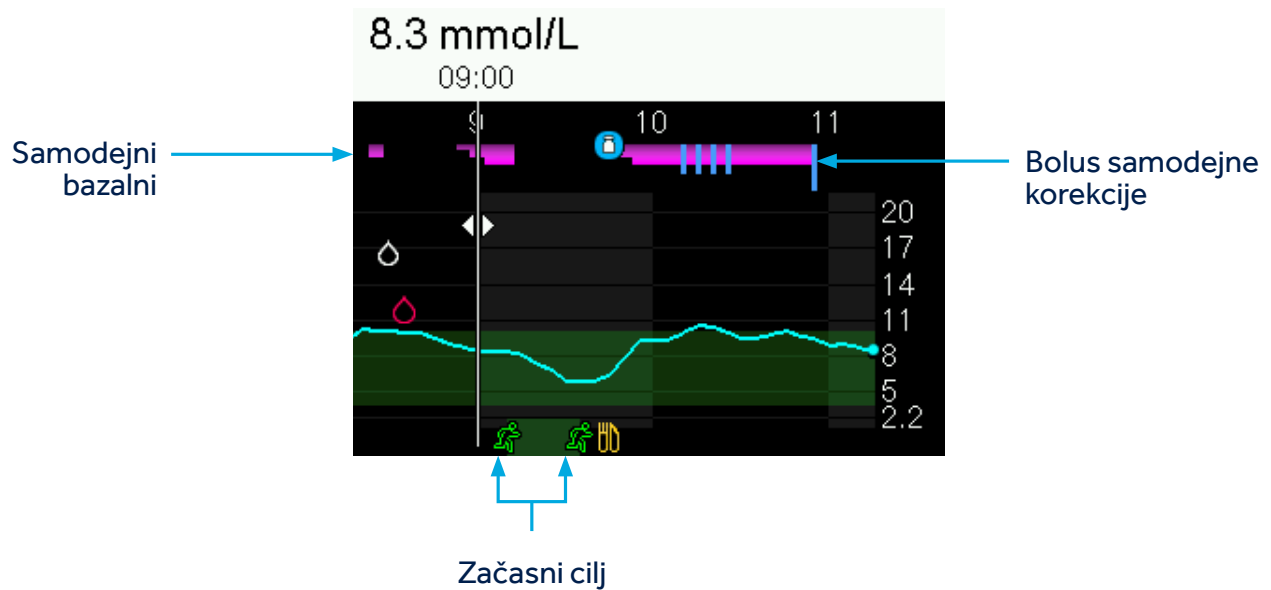 8.3 mmol/L
09:00
9
10
11
Samodejni
bazalni
Bolus samodejne
korekcije
20
17
14
11
8
5
2.2
Začasni cilj